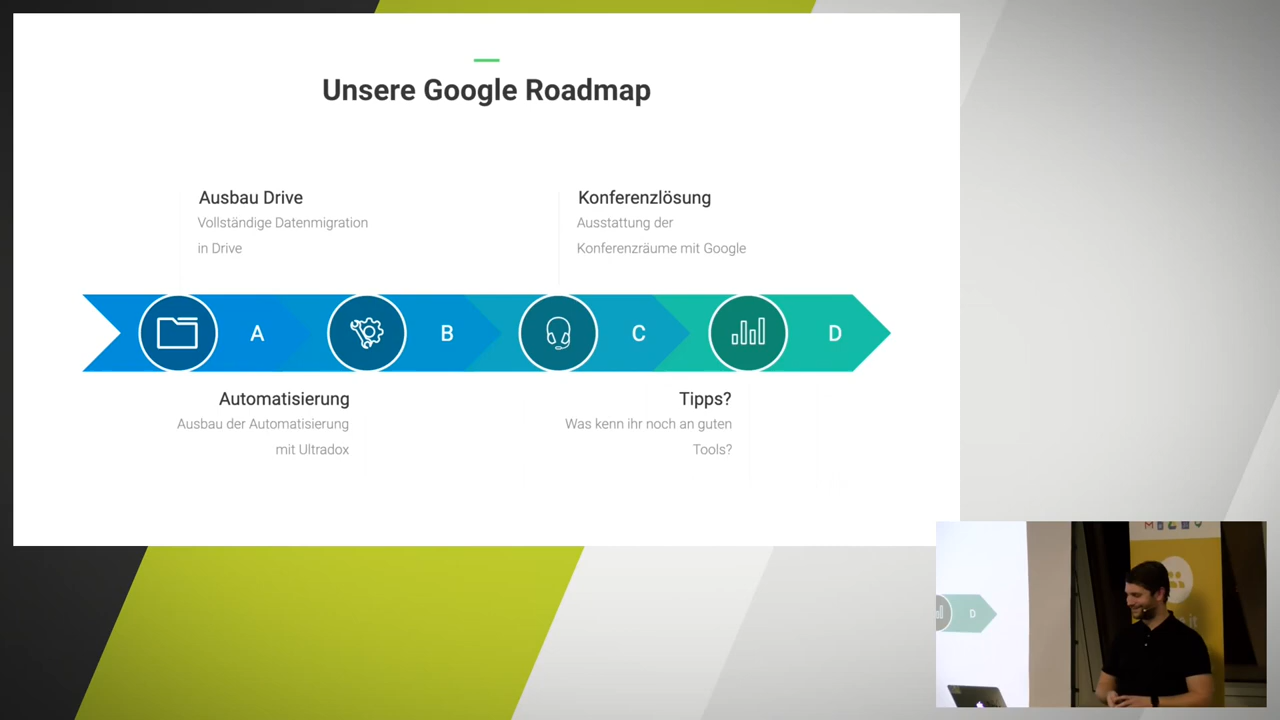 Unsere Google Roadmap
Ausbau Drive
Vollständige Datenmigration
in Drive
Konferenzlösung
Ausstattung der
Konferenzräume mit Google
A
B
C
D
Automatisierung
Ausbau der Automatisierung
mit Ultradox
Tipps?
Was kenn ihr noch an guten
Tools?
D